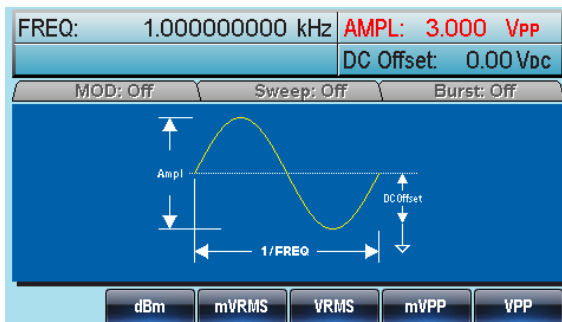 FREQ: 1.000000000 kHz AMPL: 3.000 VPP
DC Offset: 0.00 VDC
MOD: Off Sweep: Off Burst: Off
Ampl
DC Offset
1/FREQ
dBm mVRMS VRMS mVPP VPP